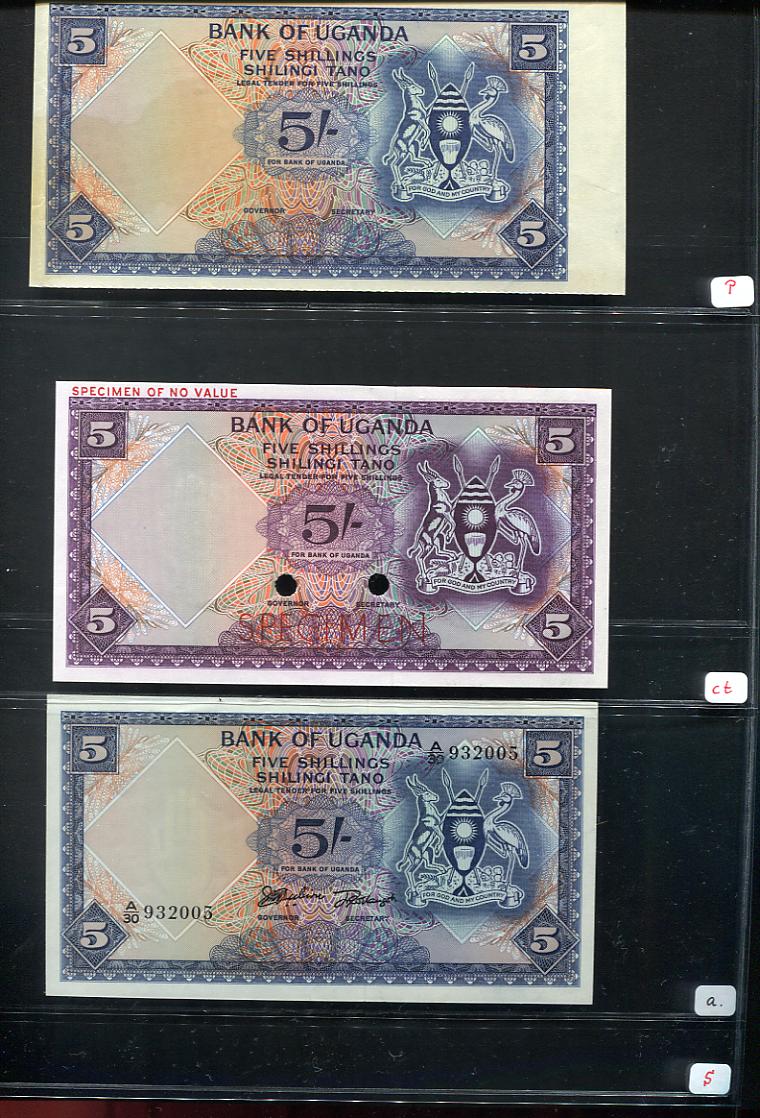 5
BANK OF UGANDA
5
FIVE SHILLINGS
SHILINGI TANO
LEGAL TENDER FOR FIVE SHILLINGS
5/-
FOR BANK OF UGANDA
FOR GOD AND MY COUNTRY
GOVERNOR SECRETARY
5
5
P
SPECIMEN OF NO VALUE
5
BANK OF UGANDA
5
FIVE SHILLINGS
SHILINGI TANO
LEGAL TENDER FOR FIVE SHILLINGS
5/-
FOR BANK OF UGANDA
FOR GOD AND MY COUNTRY
GOVERNOR SECRETARY
SPECIMEN
5
5
ct
5
BANK OF UGANDA
A/30 932005
5
FIVE SHILLINGS
SHILINGI TANO
LEGAL TENDER FOR FIVE SHILLINGS
5/-
FOR BANK OF UGANDA
FOR GOD AND MY COUNTRY
A/30 932005
GOVERNOR SECRETARY
5
5
a.
5